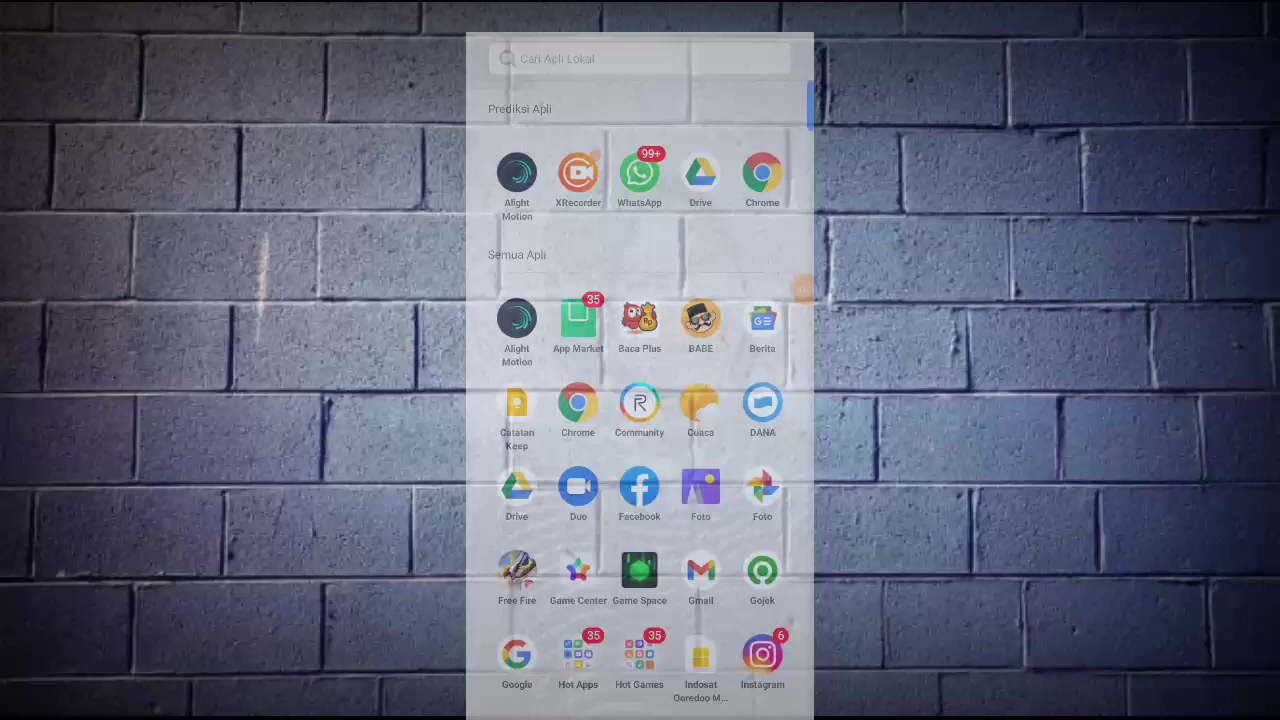 Cari Apli Lokal
Prediksi Apli
99+
Alight Motion
XRecorder
WhatsApp
Drive
Chrome
Semua Apli
35
Alight Motion
App Market
Baca Plus
BABE
Berita
Catatan Keep
Chrome
Community
Cuaca
DANA
Drive
Duo
Facebook
Foto
Foto
Free Fire
Game Center
Game Space
Gmail
Gojek
35
35
6
Google
Hot Apps
Hot Games
Indosat Ooredoo M...
Instagram